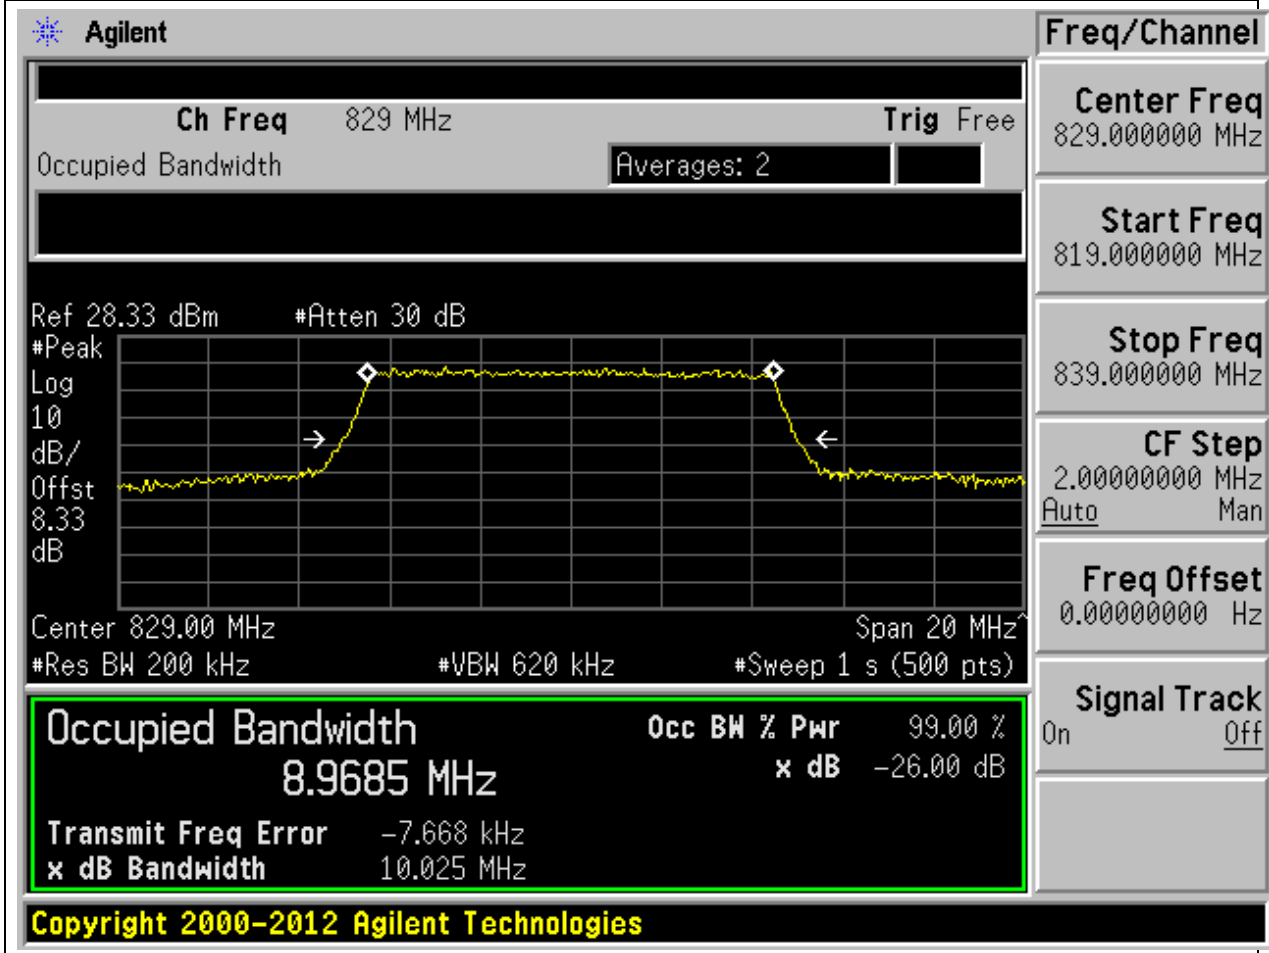 Agilent
Freq/Channel
Ch Freq 829 MHz Trig Free
Occupied Bandwidth Averages: 2
Center Freq
829.000000 MHz
Start Freq
819.000000 MHz
Stop Freq
839.000000 MHz
CF Step
2.00000000 MHz
Auto Man
Freq Offset
0.00000000 Hz
Signal Track
On Off
Ref 28.33 dBm #Atten 30 dB
#Peak
Log
10
dB/
Offst
8.33
dB
Center 829.00 MHz Span 20 MHz^
#Res BW 200 kHz #VBW 620 kHz #Sweep 1 s (500 pts)
Occupied Bandwidth Occ BW % Pwr 99.00 %
8.9685 MHz x dB -26.00 dB
Transmit Freq Error -7.668 kHz
x dB Bandwidth 10.025 MHz
Copyright 2000-2012 Agilent Technologies